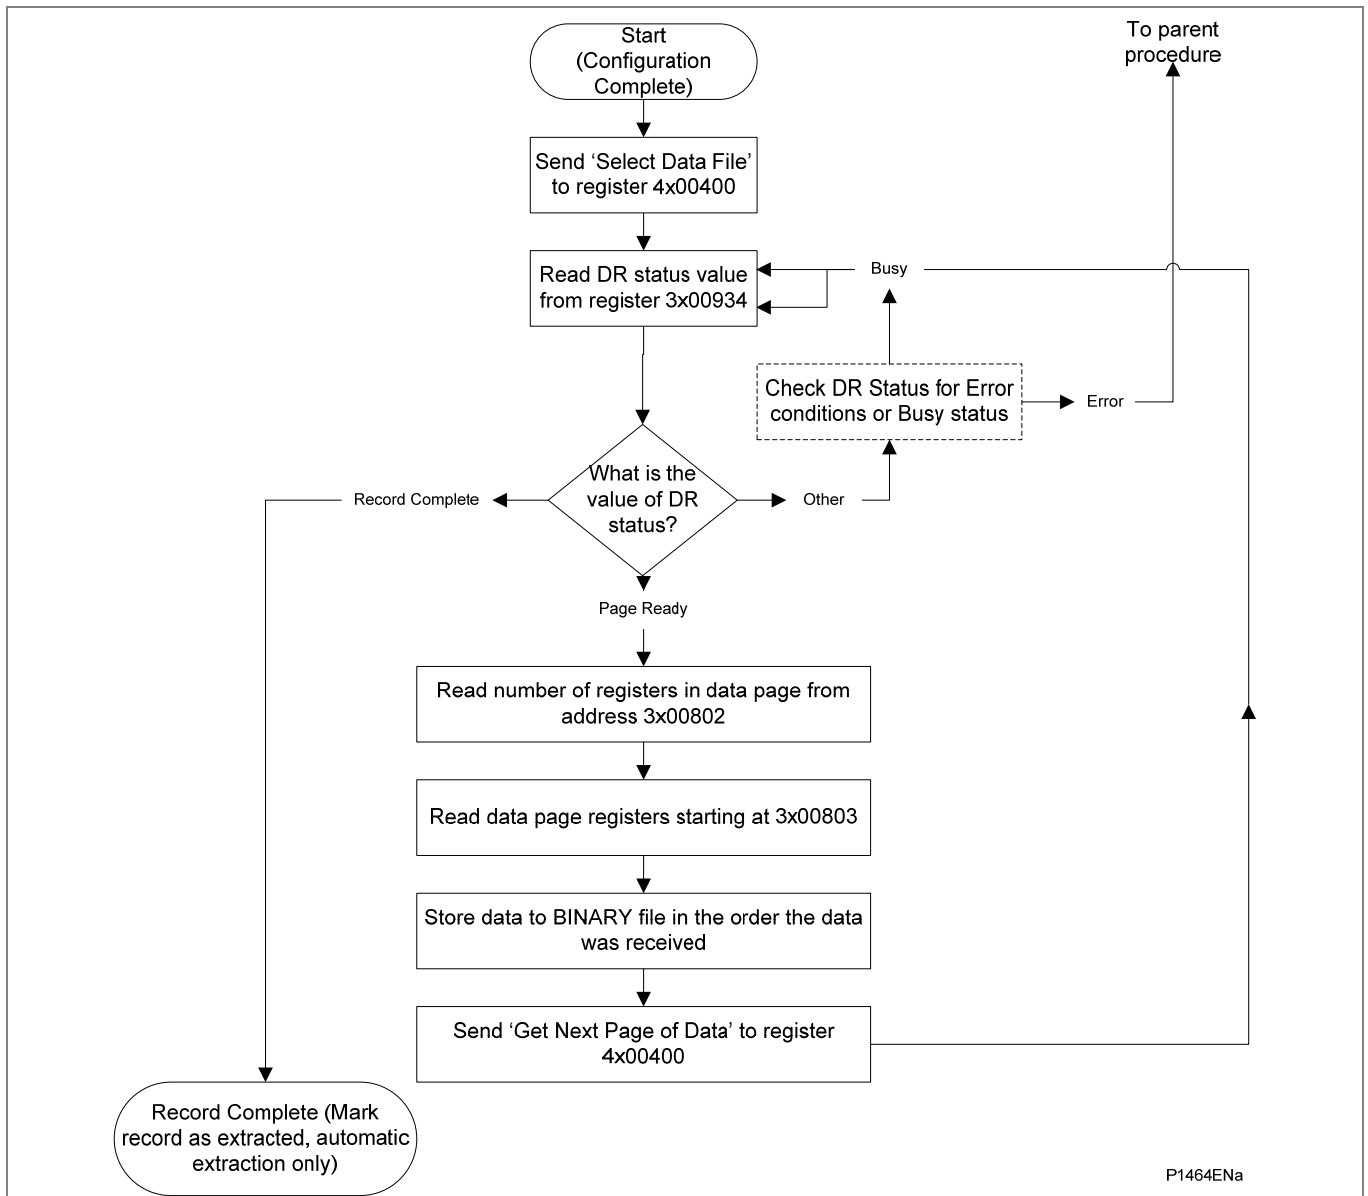 Start
(Configuration
Complete)
To parent
procedure
Send ‘Select Data File’
to register 4x00400
Read DR status value
from register 3x00934
Busy
Check DR Status for Error
conditions or Busy status
Error
What is the
value of DR
status?
Record Complete
Other
Page Ready
Read number of registers in data page from
address 3x00802
Read data page registers starting at 3x00803
Store data to BINARY file in the order the data
was received
Send ‘Get Next Page of Data’ to register
4x00400
Record Complete (Mark
record as extracted, automatic
extraction only)
P1464ENa